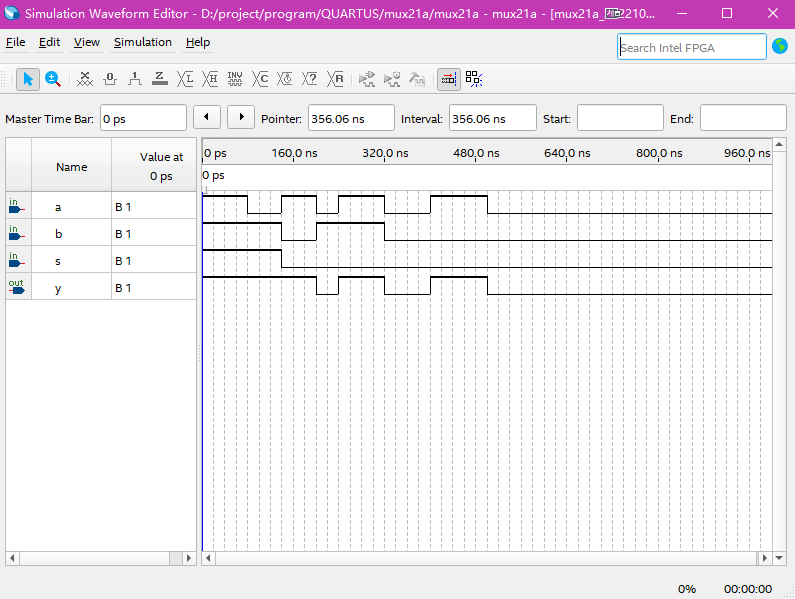 Simulation Waveform Editor - D:/project/program/QUARTUS/mux21a/mux21a - mux21a - [mux21a_
2210...
File Edit View Simulation Help
Search Intel FPGA
Master Time Bar: 0 ps Pointer: 356.06 ns Interval: 356.06 ns Start: End:
Name Value at 0 ps
0 ps 160.0 ns 320.0 ns 480.0 ns 640.0 ns 800.0 ns 960.0 ns
0 ps
in a B 1
in b B 1
in s B 1
out y B 1
0% 00:00:00